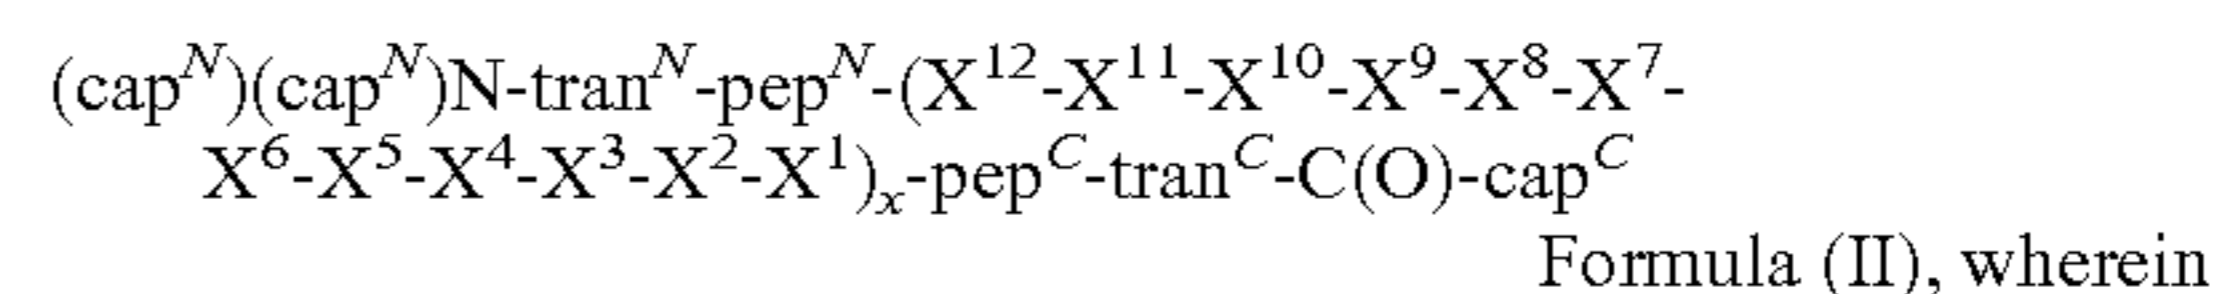 (cap^N)(cap^N)N-tran^N-pep^N-(X^12-X^11-X^10-X^9-X^8-X^7-
X^6-X^5-X^4-X^3-X^2-X^1)_x-pep^C-tran^C-C(O)-cap^C
Formula (II), wherein